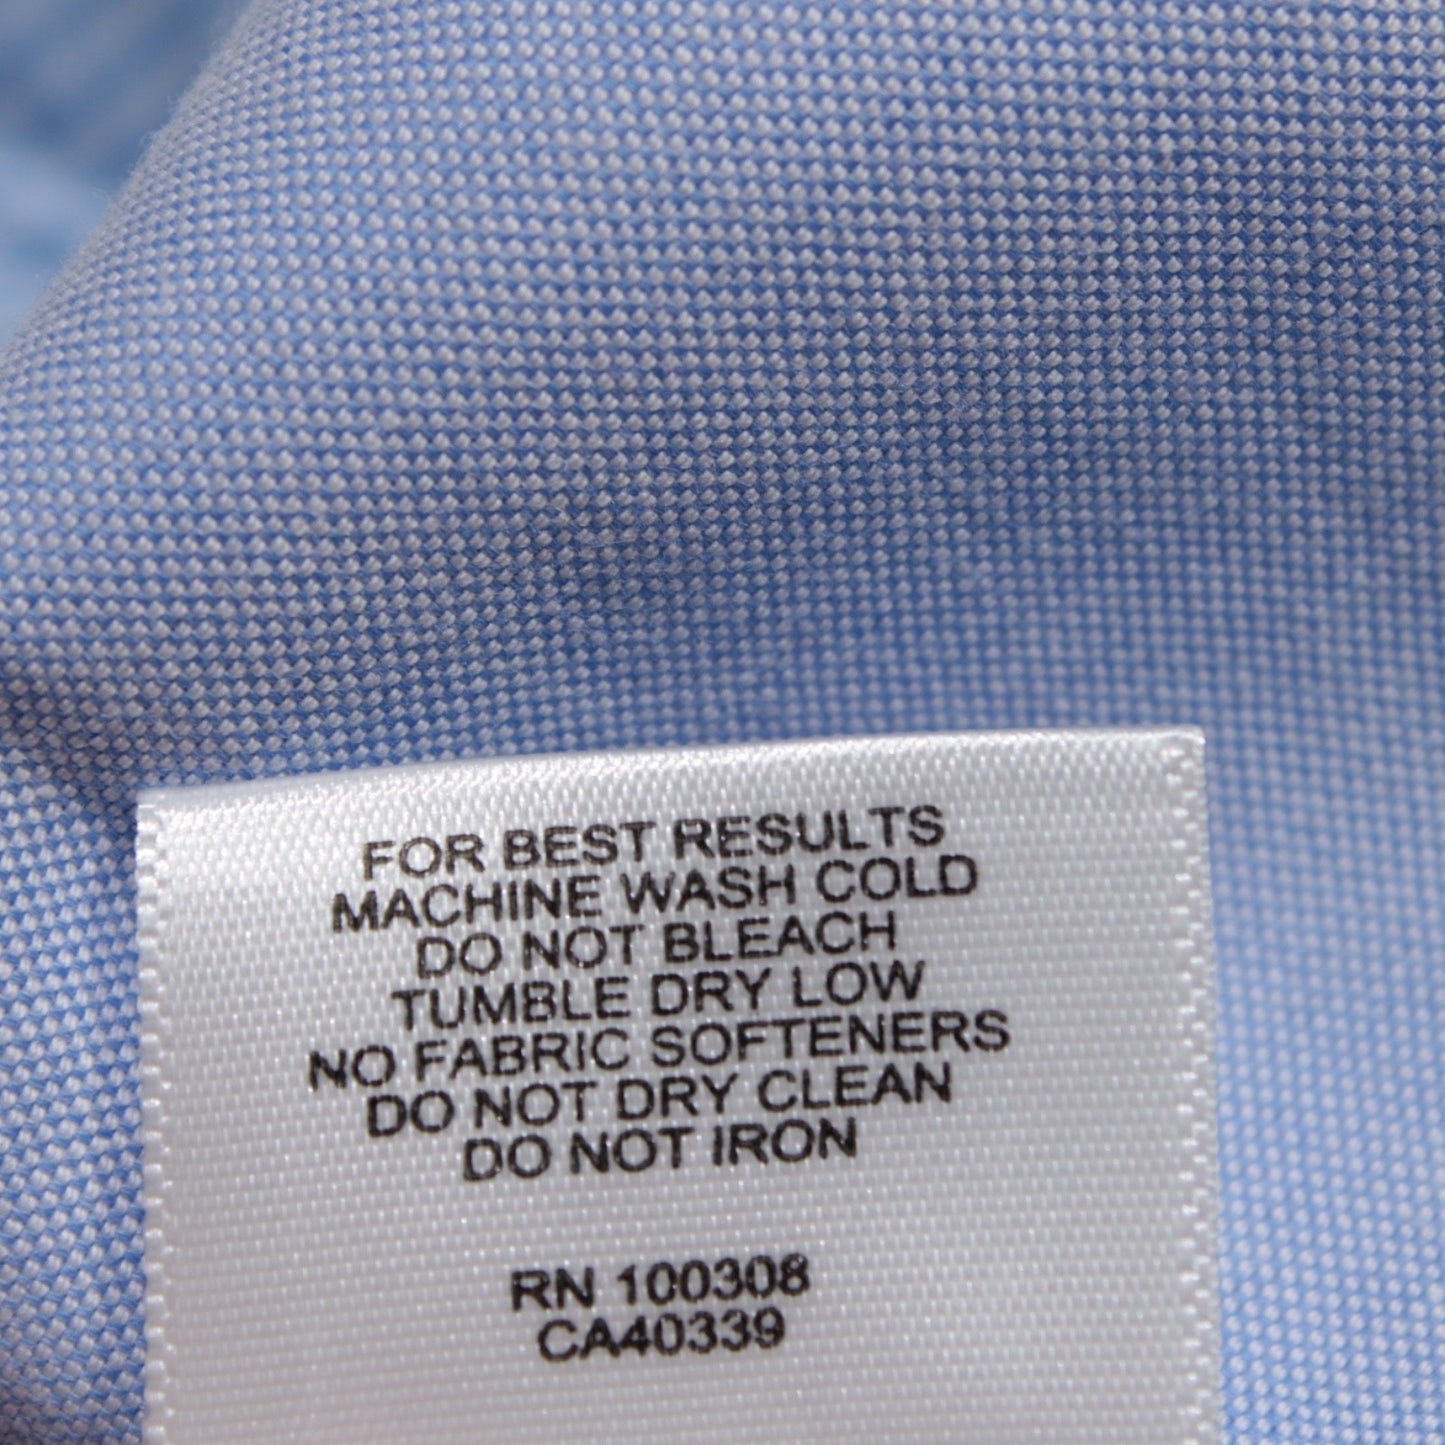 FOR BEST RESULTS
MACHINE WASH COLD
DO NOT BLEACH
TUMBLE DRY LOW
NO FABRIC SOFTENERS
DO NOT DRY CLEAN
DO NOT IRON
RN 100308
CA40339